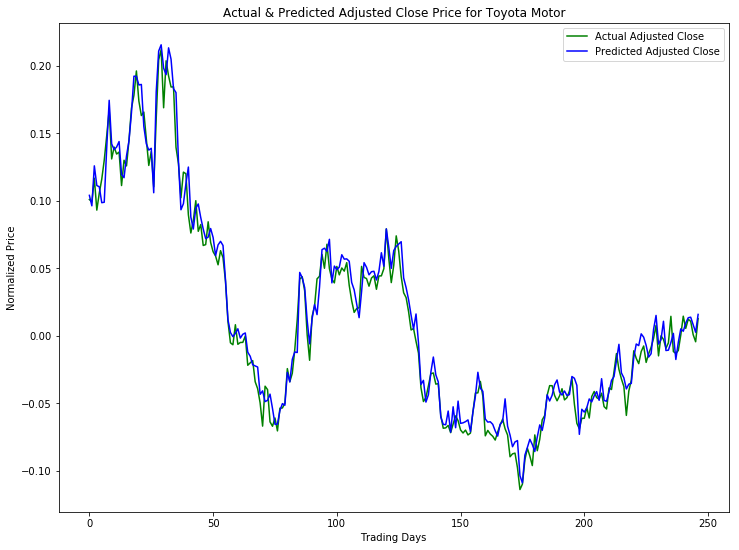 Actual & Predicted Adjusted Close Price for Toyota Motor
Actual Adjusted Close
Predicted Adjusted Close
Normalized Price
0.20
0.15
0.10
0.05
0.00
−0.05
−0.10
0
50
100
150
200
250
Trading Days